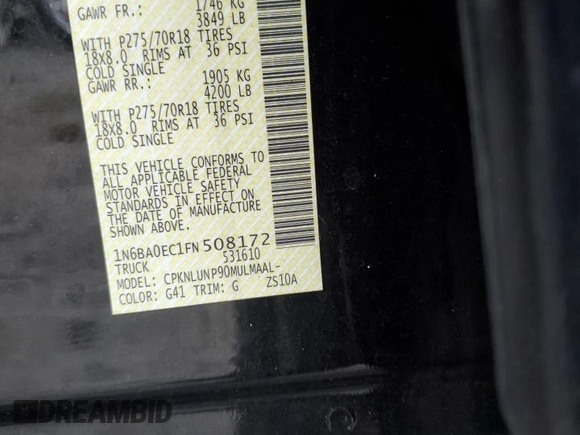 GAWR FR.: 1746 KG
3849 LB
WITH P275/70R18 TIRES
18x8.0 RIMS AT 36 PSI
COLD SINGLE
GAWR RR.: 1905 KG
4200 LB
WITH P275/70R18 TIRES
18x8.0 RIMS AT 36 PSI
COLD SINGLE
THIS VEHICLE CONFORMS TO
ALL APPLICABLE FEDERAL
MOTOR VEHICLE SAFETY
STANDARDS IN EFFECT ON
THE DATE OF MANUFACTURE
SHOWN ABOVE.
1N6BA0EC1FN508172
TRUCK 531610
MODEL: CPKNLUNP90MULMAAL-
COLOR: G41 TRIM: G ZS10A
DREAMBID